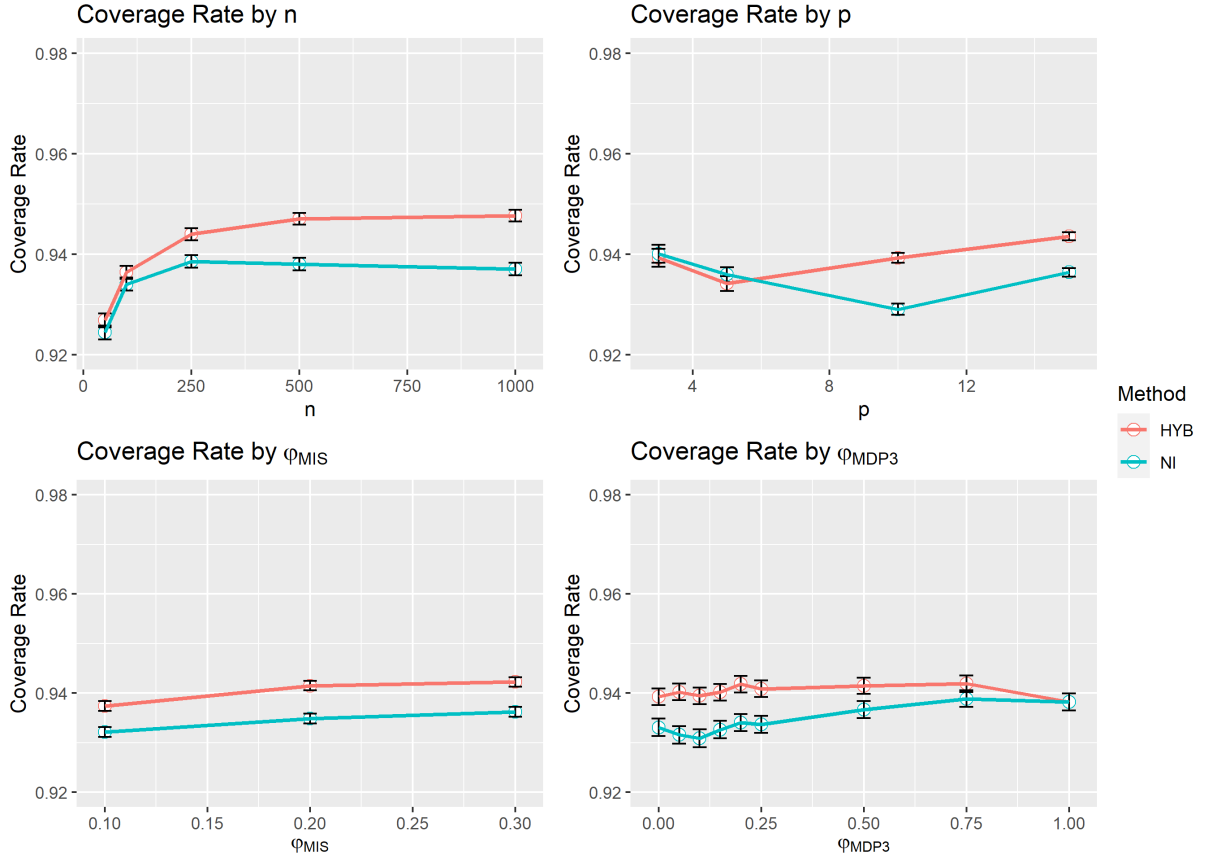 Coverage Rate by n
0.98
0.96
0.94
0.92
Coverage Rate
0 250 500 750 1000
n
Coverage Rate by p
0.98
0.96
0.94
0.92
Coverage Rate
4 8 12
p
Coverage Rate by φMIS
0.98
0.96
0.94
0.92
Coverage Rate
0.10 0.15 0.20 0.25 0.30
φMIS
Coverage Rate by φMDP3
0.98
0.96
0.94
0.92
Coverage Rate
0.00 0.25 0.50 0.75 1.00
φMDP3
Method
HYB
NI